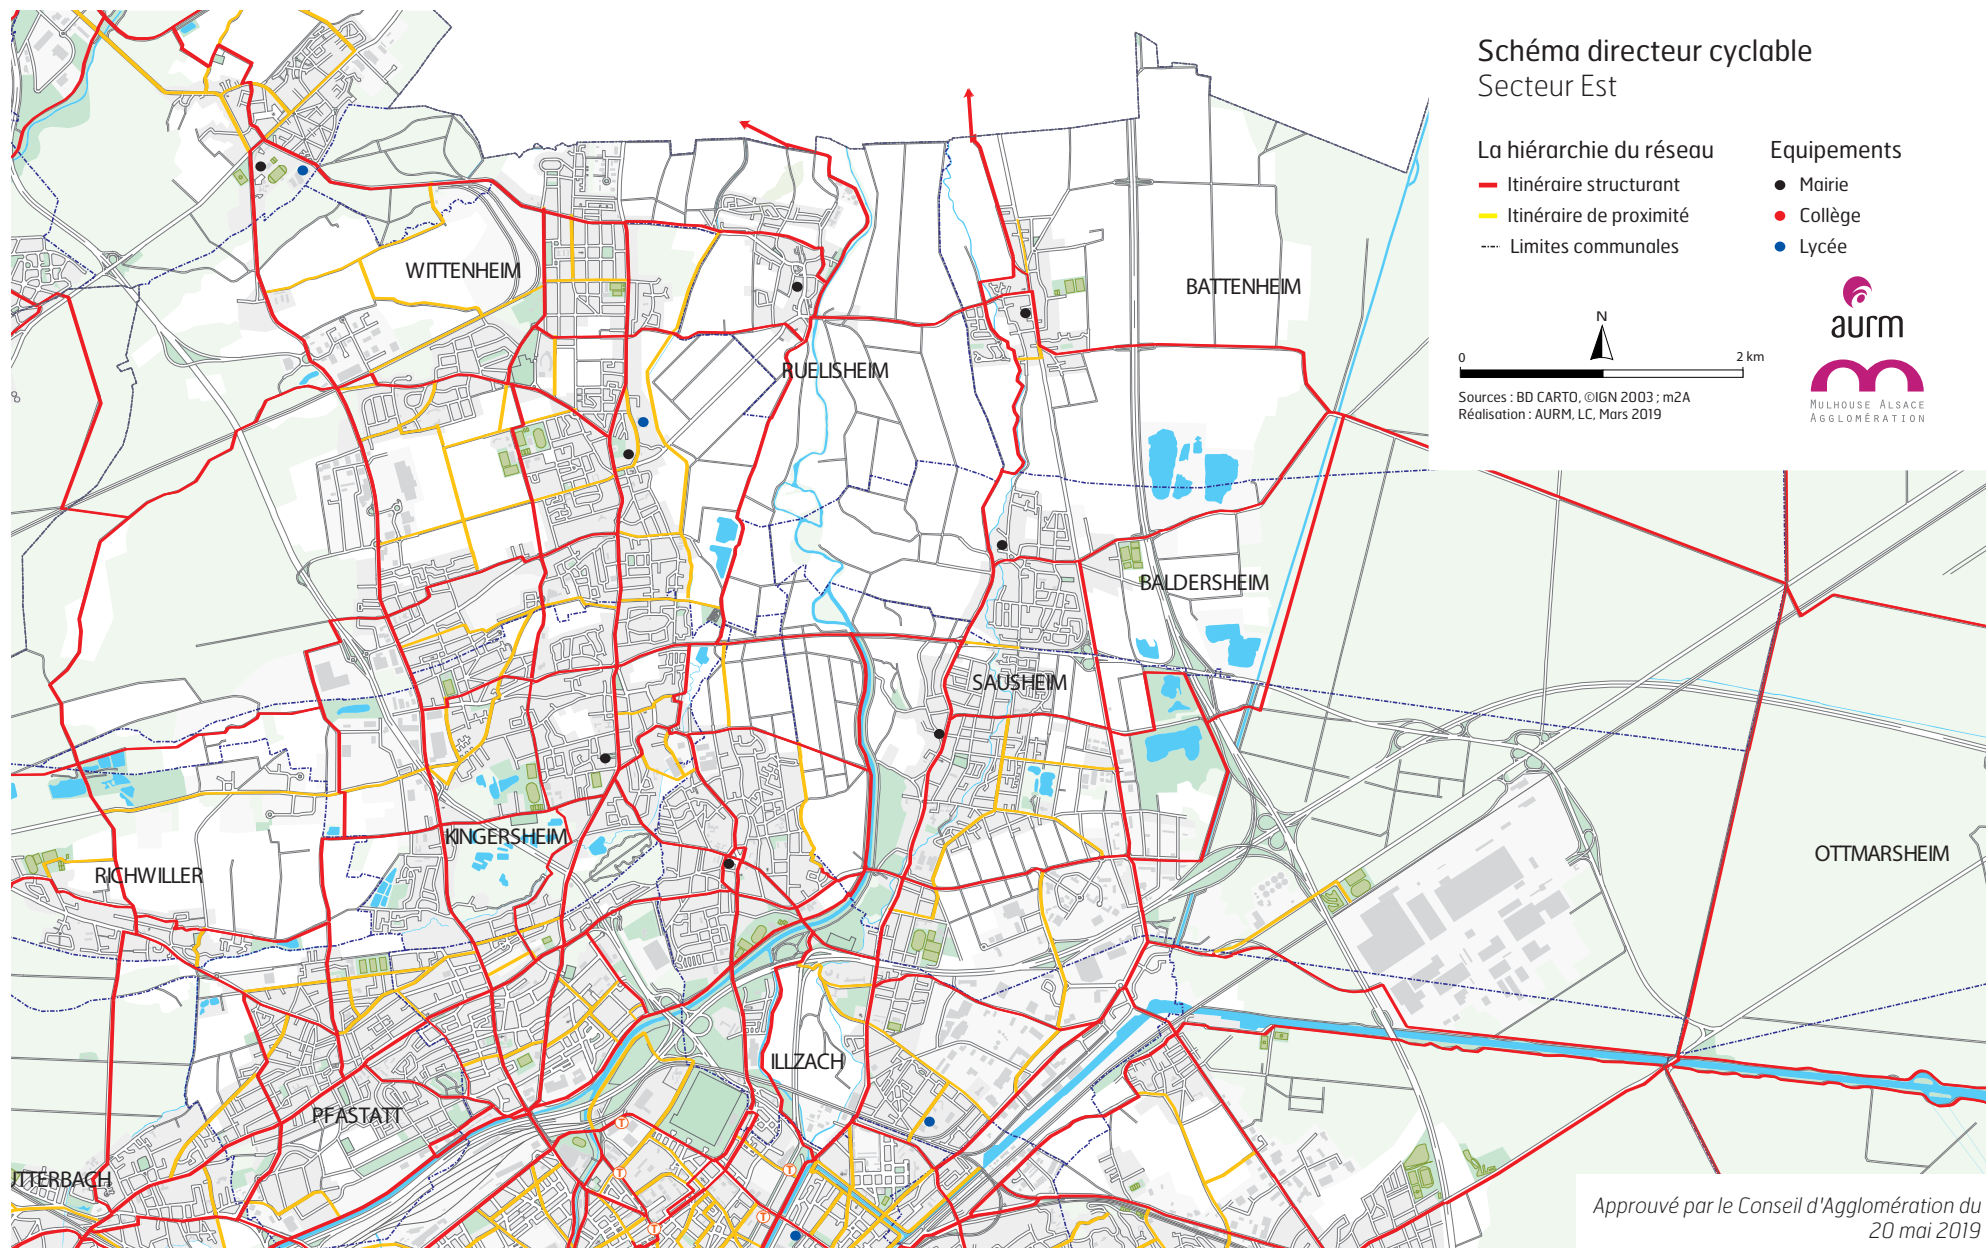 Schéma directeur cyclable
Secteur Est
La hiérarchie du réseau
Itinéraire structurant
Itinéraire de proximité
Limites communales
Equipements
Mairie
Collège
Lycée
N
0 2 km
Sources : BD CARTO, ©IGN 2003 ; m2A
Réalisation : AURM, LC, Mars 2019
aurm
MULHOUSE ALSACE
AGGLOMÉRATION
WITTENHEIM
BATTENHEIM
RUELISHEIM
BALDERSHEIM
SAUSHEIM
KINGERSHEIM
RICHWILLER
OTTMARSHEIM
ILLZACH
PFASTATT
UTTERBACH
T
T
T
T
T
Approuvé par le Conseil d'Agglomération du
20 mai 2019